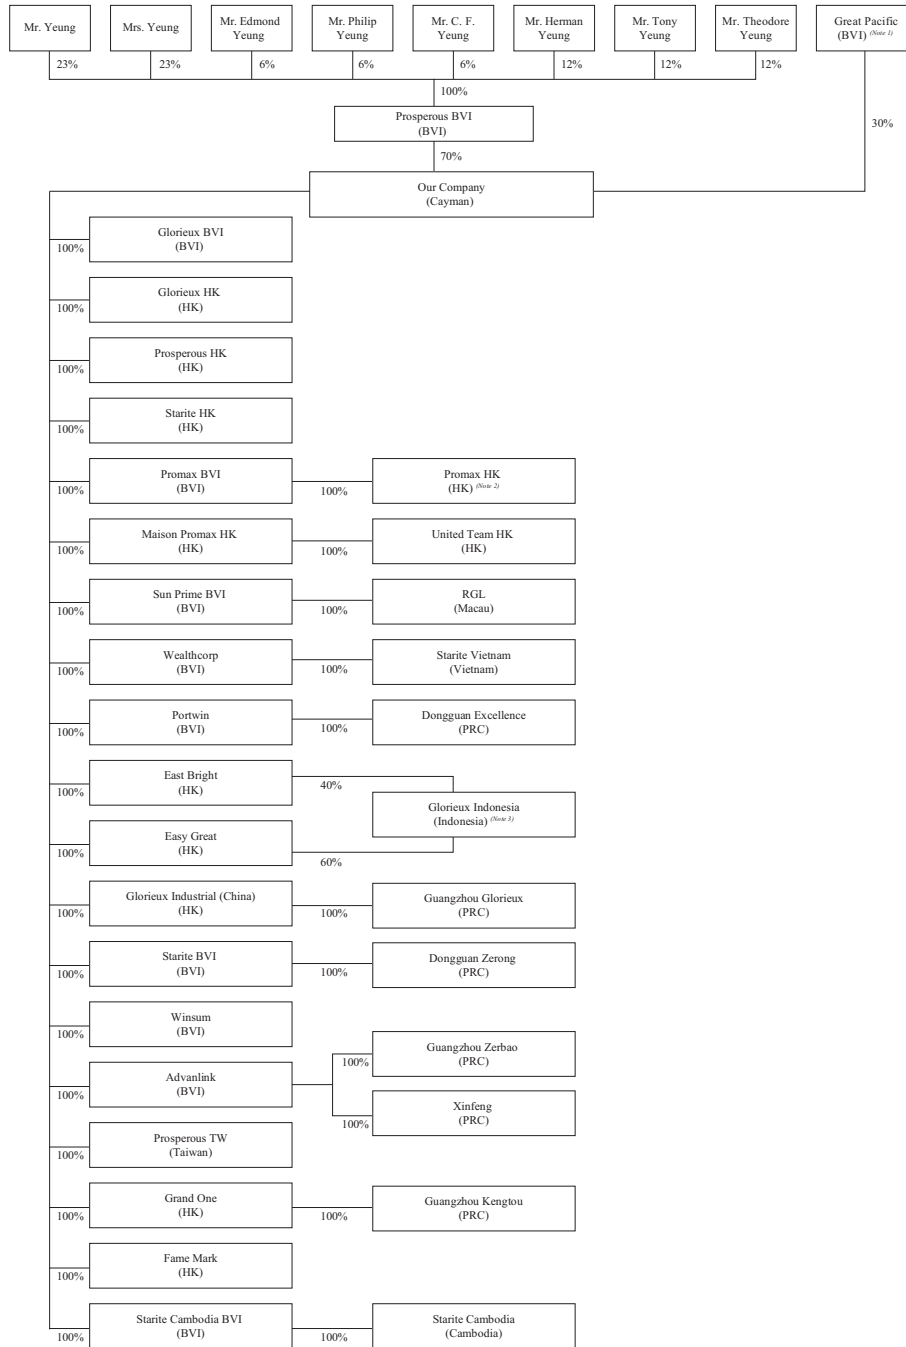 Mr. Yeung
Mrs. Yeung
Mr. Edmond
Yeung
Mr. Philip
Yeung
Mr. C. F.
Yeung
Mr. Herman
Yeung
Mr. Tony
Yeung
Mr. Theodore
Yeung
Great Pacific
(BVI) (Note 1)
23%
23%
6%
6%
6%
12%
12%
12%
100%
Prosperous BVI
(BVI)
30%
70%
Our Company
(Cayman)
Glorieux BVI
(BVI)
100%
Glorieux HK
(HK)
100%
Prosperous HK
(HK)
100%
Starite HK
(HK)
100%
Promax BVI
(BVI)
100%
100%
Promax HK
(HK) (Note 2)
Maison Promax HK
(HK)
100%
100%
United Team HK
(HK)
Sun Prime BVI
(BVI)
100%
100%
RGL
(Macau)
Wealthcorp
(BVI)
100%
100%
Starite Vietnam
(Vietnam)
Portwin
(BVI)
100%
100%
Dongguan Excellence
(PRC)
East Bright
(HK)
100%
40%
Glorieux Indonesia
(Indonesia) (Note 3)
Easy Great
(HK)
100%
60%
Glorieux Industrial (China)
(HK)
100%
100%
Guangzhou Glorieux
(PRC)
Starite BVI
(BVI)
100%
100%
Dongguan Zerong
(PRC)
Winsum
(BVI)
100%
Advanlink
(BVI)
100%
100%
Guangzhou Zerbao
(PRC)
100%
Xinfeng
(PRC)
Prosperous TW
(Taiwan)
100%
Grand One
(HK)
100%
100%
Guangzhou Kengtou
(PRC)
Fame Mark
(HK)
100%
Starite Cambodia BVI
(BVI)
100%
100%
Starite Cambodia
(Cambodia)